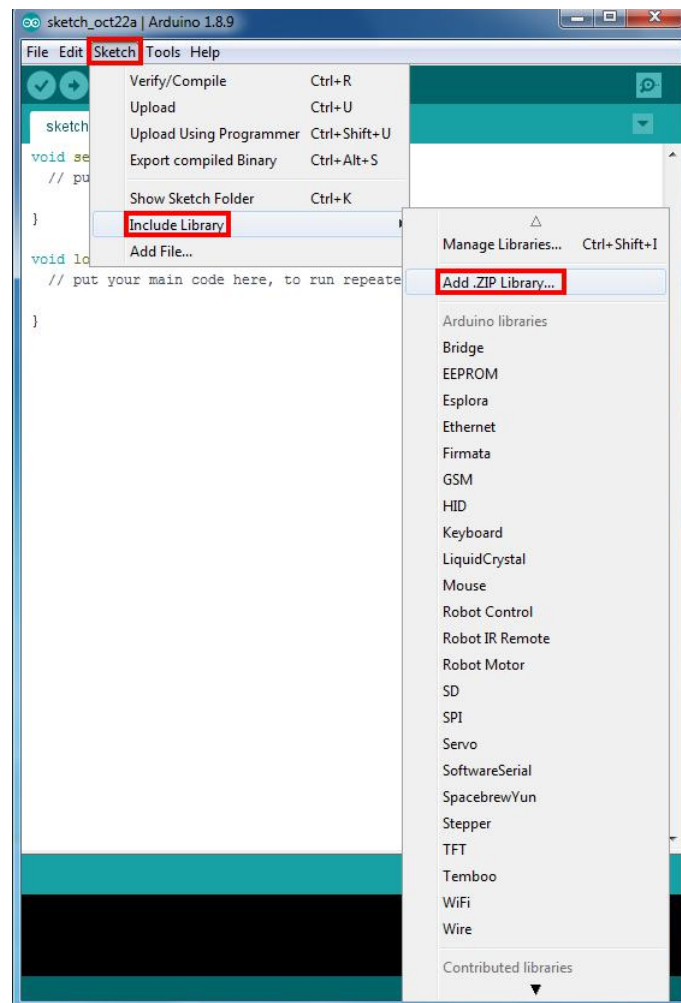 sketch_oct22a | Arduino 1.8.9
File Edit Sketch Tools Help
Verify/Compile Ctrl+R
Upload Ctrl+U
Upload Using Programmer Ctrl+Shift+U
Export compiled Binary Ctrl+Alt+S
Show Sketch Folder Ctrl+K
Include Library
Add File...
sketch
void se
// pu
}
void lo
// put your main code here, to run repeate
}
Manage Libraries... Ctrl+Shift+I
Add .ZIP Library...
Arduino libraries
Bridge
EEPROM
Esplora
Ethernet
Firmata
GSM
HID
Keyboard
LiquidCrystal
Mouse
Robot Control
Robot IR Remote
Robot Motor
SD
SPI
Servo
SoftwareSerial
SpacebrewYun
Stepper
TFT
Temboo
WiFi
Wire
Contributed libraries